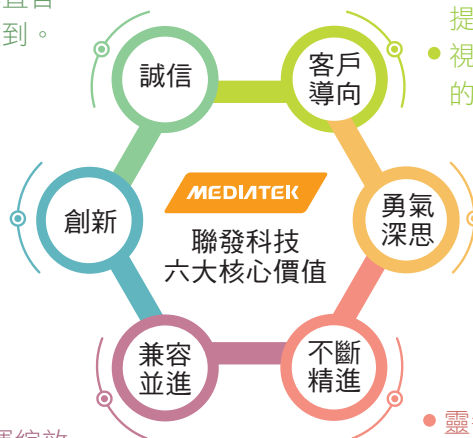 到。
提
視
的
誠信
客戶
導向
MEDIATEK
聯發科技
六大核心價值
創新
勇氣
深思
兼容
並進
不斷
精進
靈